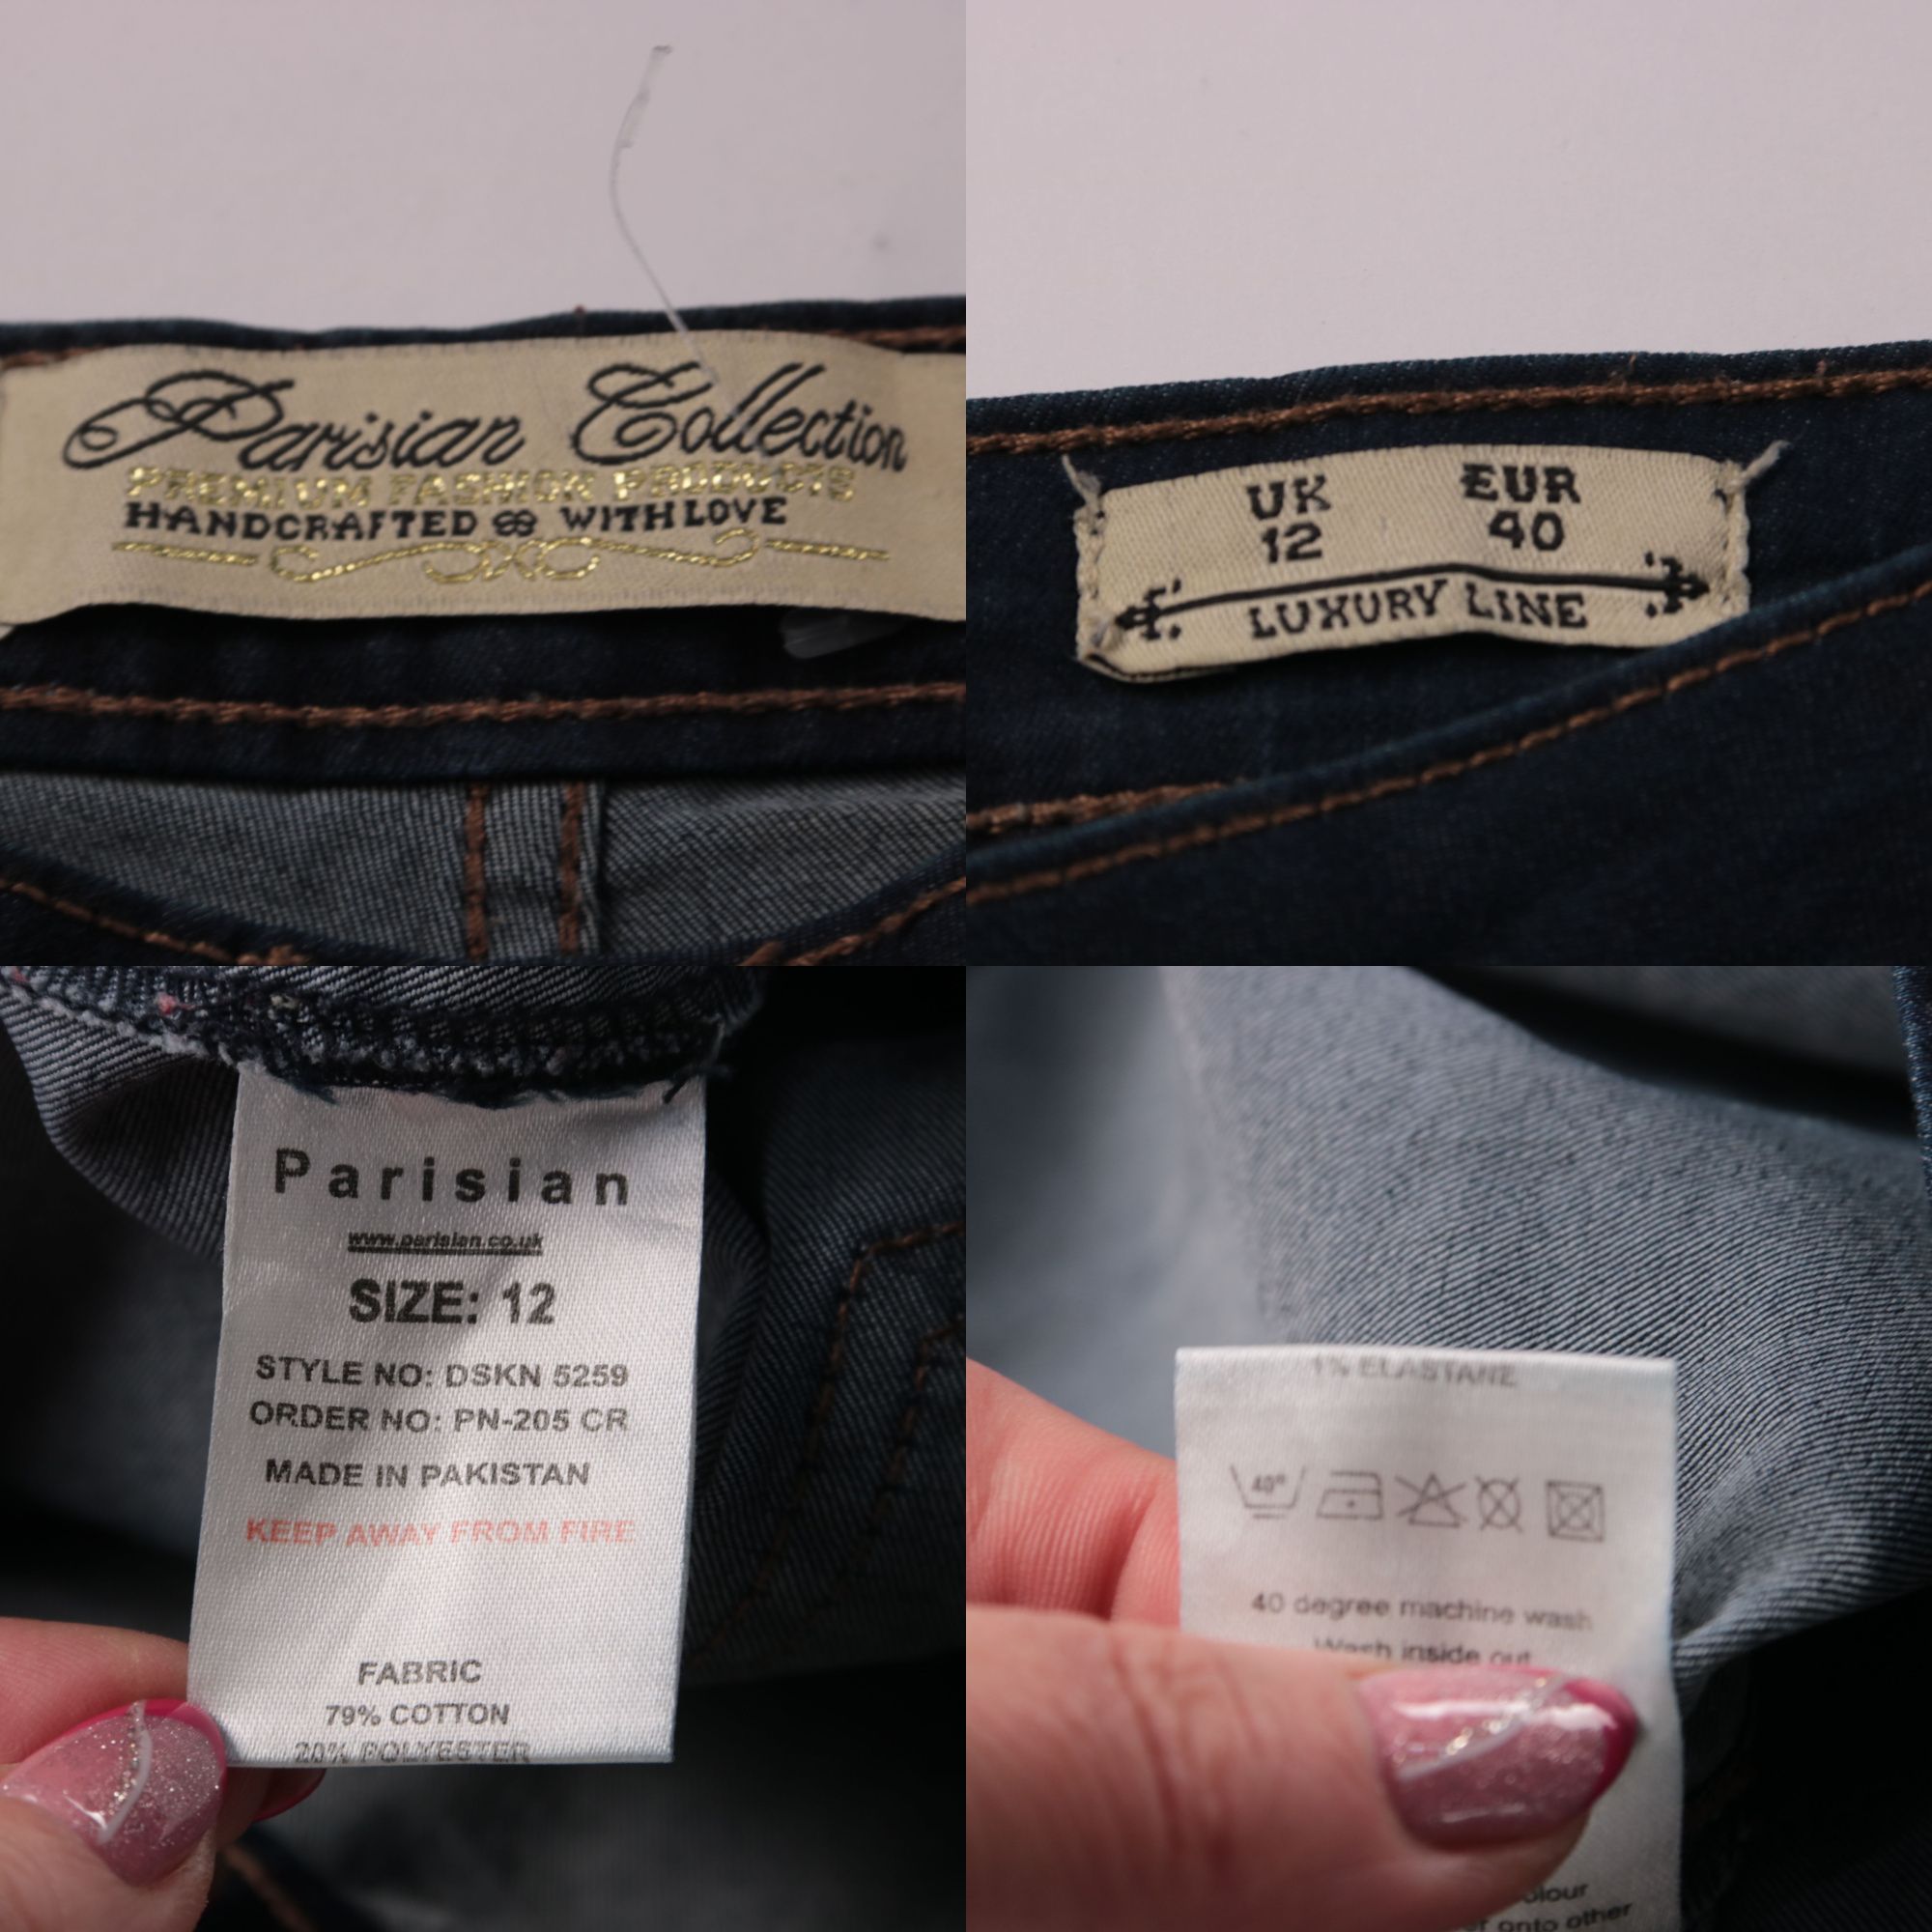 Parisian Collection
PREMIUM FASHION PRODUCTS
HANDCRAFTED WITH LOVE
UK EUR
12 40
LUXURY LINE
Parisian
www.parisian.co.uk
SIZE: 12
STYLE NO: DSKN 5259
ORDER NO: PN-205 CR
MADE IN PAKISTAN
KEEP AWAY FROM FIRE
FABRIC
79% COTTON
20% POLYESTER
1% ELASTANE
40°
40 degree machine wash
Wash inside out
onto other